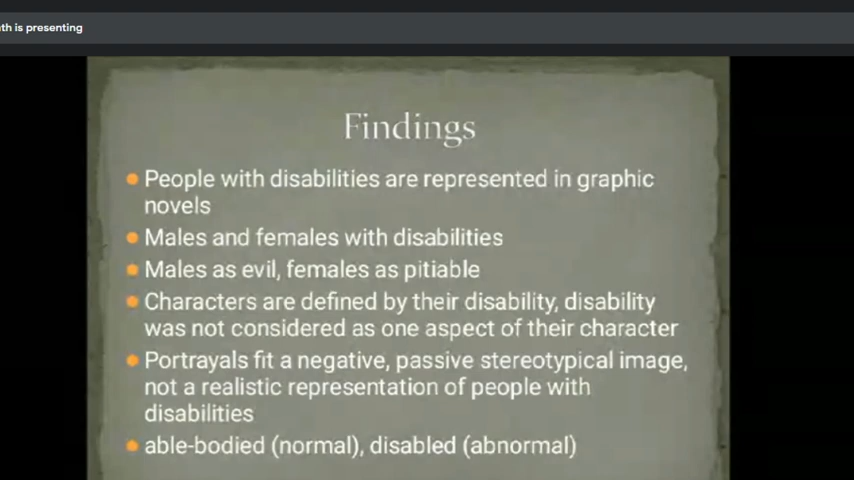 is presenting
Findings
People with disabilities are represented in graphic
novels
Males and females with disabilities
Males as evil, females as pitiable
Characters are defined by their disability, disability
was not considered as one aspect of their character
Portrayals fit a negative, passive stereotypical image,
not a realistic representation of people with
disabilities
able-bodied (normal), disabled (abnormal)